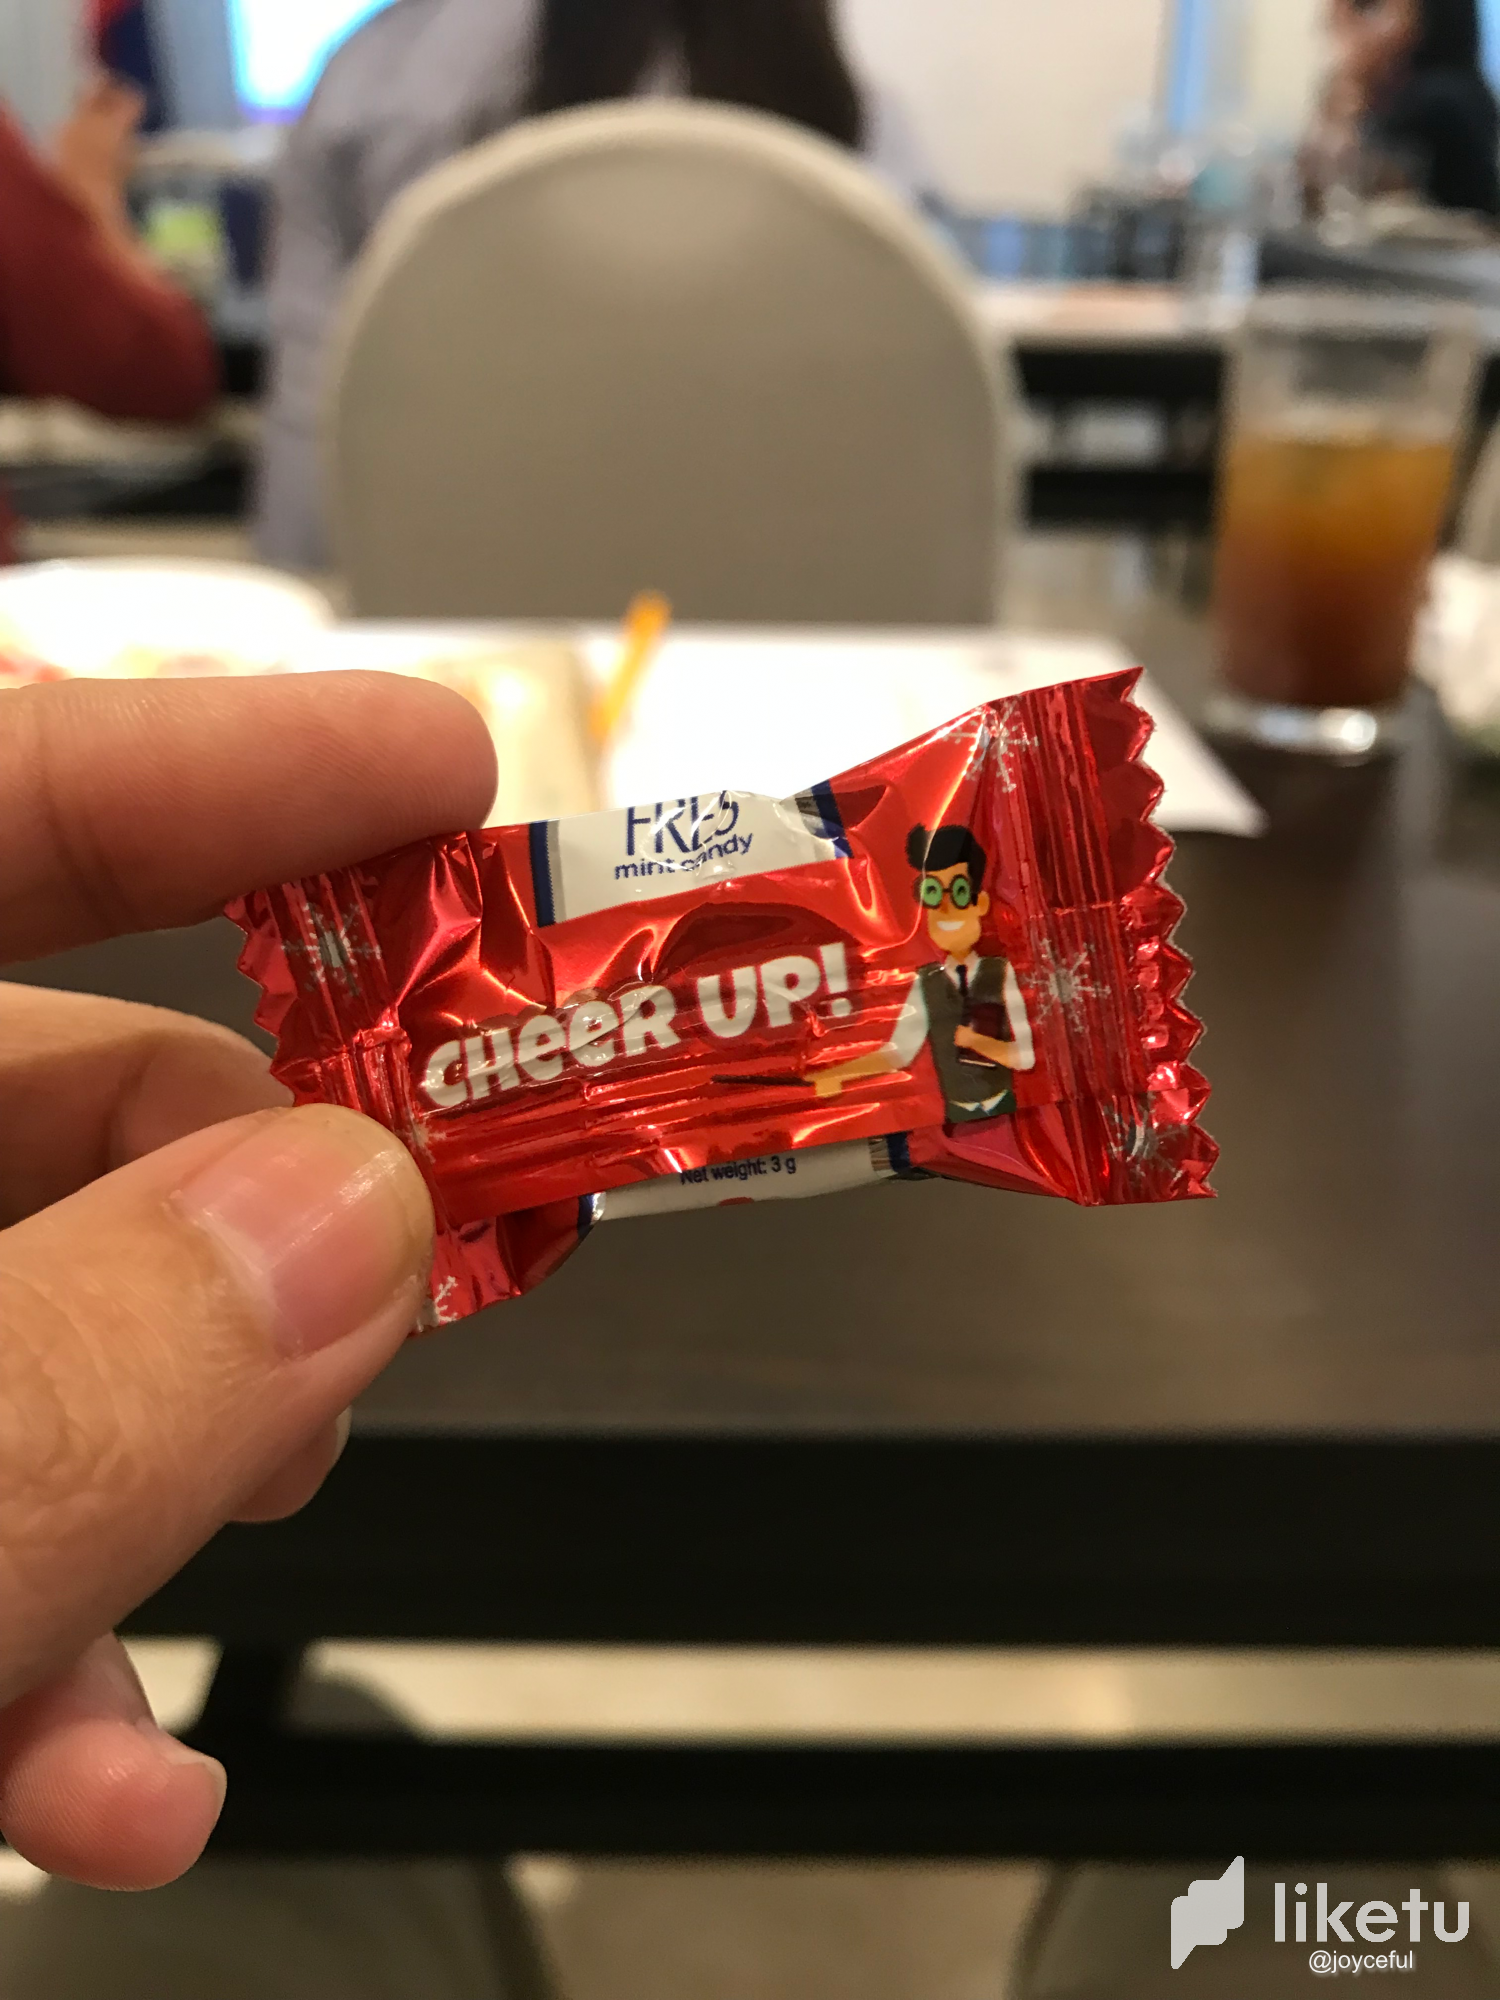 FRES
mint candy
CHEER UP!
Net weight: 3 g
liketu
@joyceful